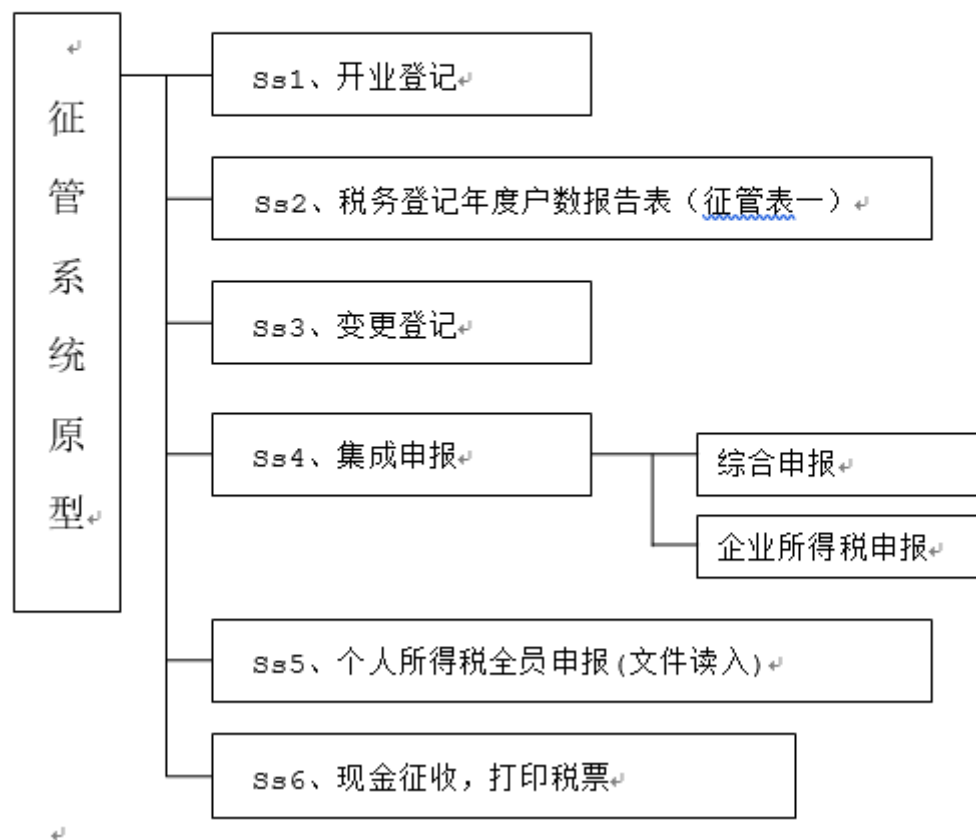 征管系统原型
Ss1、开业登记
Ss2、税务登记年度户数报告表（征管表一）
Ss3、变更登记
Ss4、集成申报
综合申报
企业所得税申报
Ss5、个人所得税全员申报(文件读入)
Ss6、现金征收，打印税票